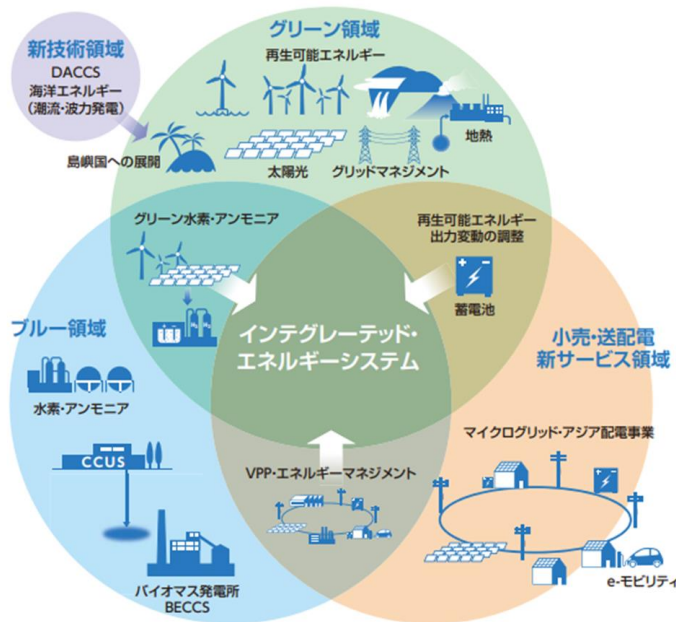 グリーン領域
新技術領域
DACCS
海洋エネルギー
(潮流・波力発電)
再生可能エネルギー
地熱
島嶼国への展開
太陽光
グリッドマネジメント
グリーン水素・アンモニア
再生可能エネルギー
出力変動の調整
蓄電池
インテグレーテッド・
エネルギーシステム
ブルー領域
水素・アンモニア
小売・送配電
新サービス領域
マイクログリッド・アジア配電事業
VPP・エネルギーマネジメント
CCUS
バイオマス発電所
BECCS
e-モビリティ